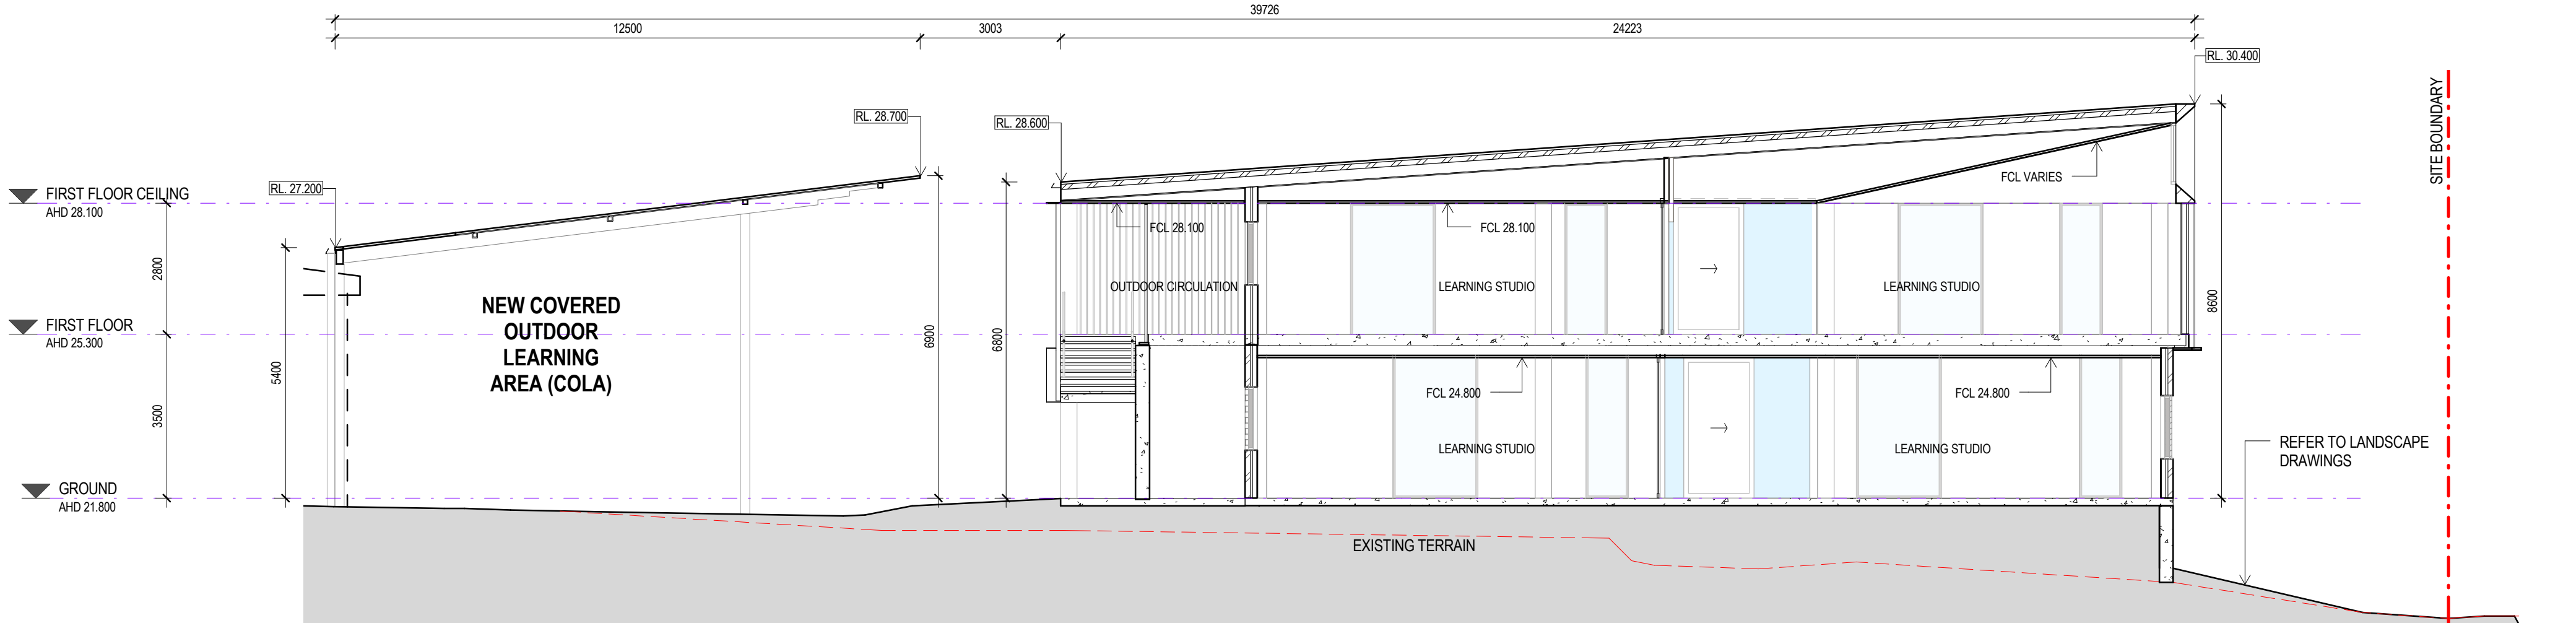 39726
12500
3003
24223
RL. 30.400
SITE BOUNDARY
RL. 28.700
RL. 28.600
FCL VARIES
RL. 27.200
FIRST FLOOR CEILING
AHD 28.100
FCL 28.100
FCL 28.100
2800
OUTDOOR CIRCULATION
LEARNING STUDIO
LEARNING STUDIO
NEW COVERED
OUTDOOR
LEARNING
AREA (COLA)
8600
FIRST FLOOR
AHD 25.300
6900
6800
5400
3500
FCL 24.800
FCL 24.800
LEARNING STUDIO
LEARNING STUDIO
REFER TO LANDSCAPE
DRAWINGS
GROUND
AHD 21.800
EXISTING TERRAIN